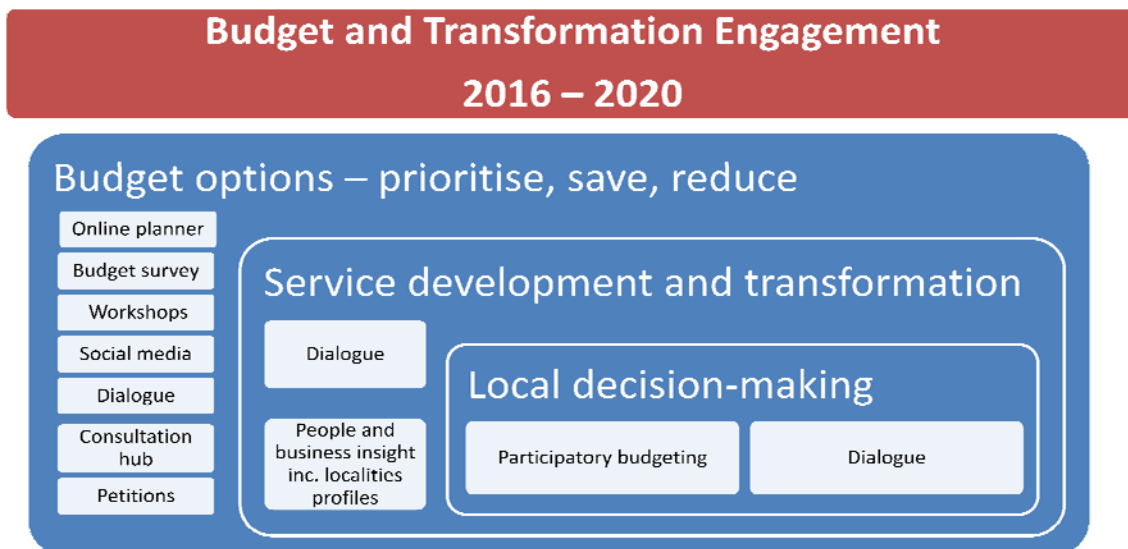 Budget and Transformation Engagement
2016 – 2020
Budget options – prioritise, save, reduce
Online planner
Budget survey
Workshops
Social media
Dialogue
Consultation
hub
Petitions
Service development and transformation
Dialogue
People and
business insight
inc. localities
profiles
Local decision-making
Participatory budgeting
Dialogue